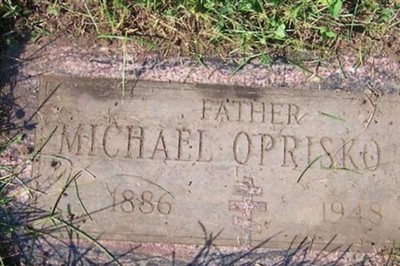 FATHER
MICHAEL OPRISKO
1886 1948